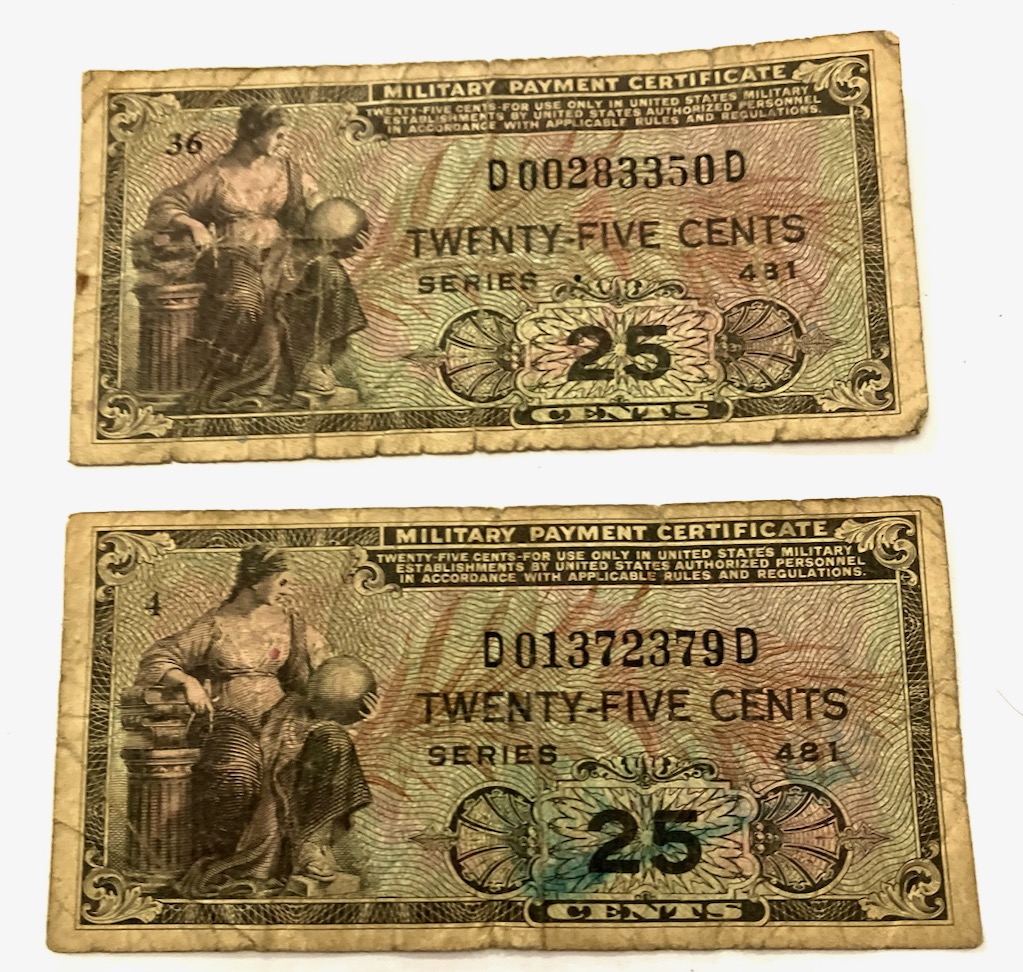 MILITARY PAYMENT CERTIFICATE
TWENTY-FIVE CENTS-FOR USE ONLY IN UNITED STATES MILITARY
ESTABLISHMENTS BY UNITED STATES AUTHORIZED PERSONNEL
IN ACCORDANCE WITH APPLICABLE RULES AND REGULATIONS.
36
D00283350D
TWENTY-FIVE CENTS
SERIES 481
25
CENTS
MILITARY PAYMENT CERTIFICATE
TWENTY-FIVE CENTS-FOR USE ONLY IN UNITED STATES MILITARY
ESTABLISHMENTS BY UNITED STATES AUTHORIZED PERSONNEL
IN ACCORDANCE WITH APPLICABLE RULES AND REGULATIONS.
4
D01372379D
TWENTY-FIVE CENTS
SERIES 481
25
CENTS